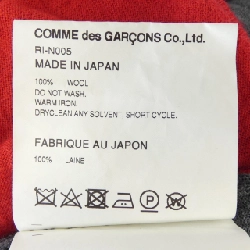 COMME des GARÇONS Co.,Ltd.
RI-N005
MADE IN JAPAN
100% WOOL
DO NOT WASH.
WARM IRON.
DRYCLEAN ANY SOLVENT SHORT CYCLE.
FABRIQUE AU JAPON
100% LAINE